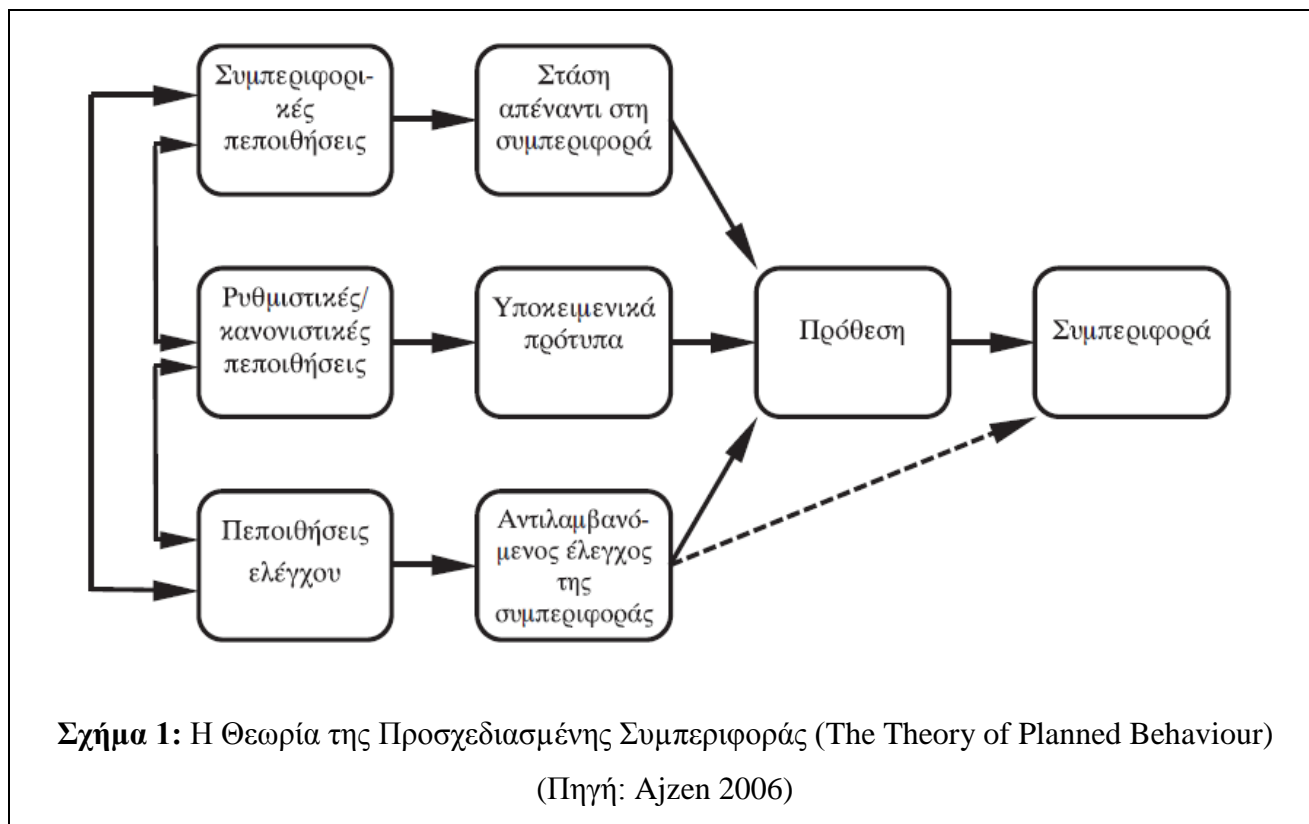 Συμπεριφορι-
κές
πεποιθήσεις
Στάση
απέναντι στη
συμπεριφορά
Ρυθμιστικές/
κανονιστικές
πεποιθήσεις
Υποκειμενικά
πρότυπα
Πρόθεση
Συμπεριφορά
Πεποιθήσεις
ελέγχου
Αντιλαμβανό-
μενος έλεγχος
της
συμπεριφοράς
Σχήμα 1: Η Θεωρία της Προσχεδιασμένης Συμπεριφοράς (The Theory of Planned Behaviour)
(Πηγή: Ajzen 2006)